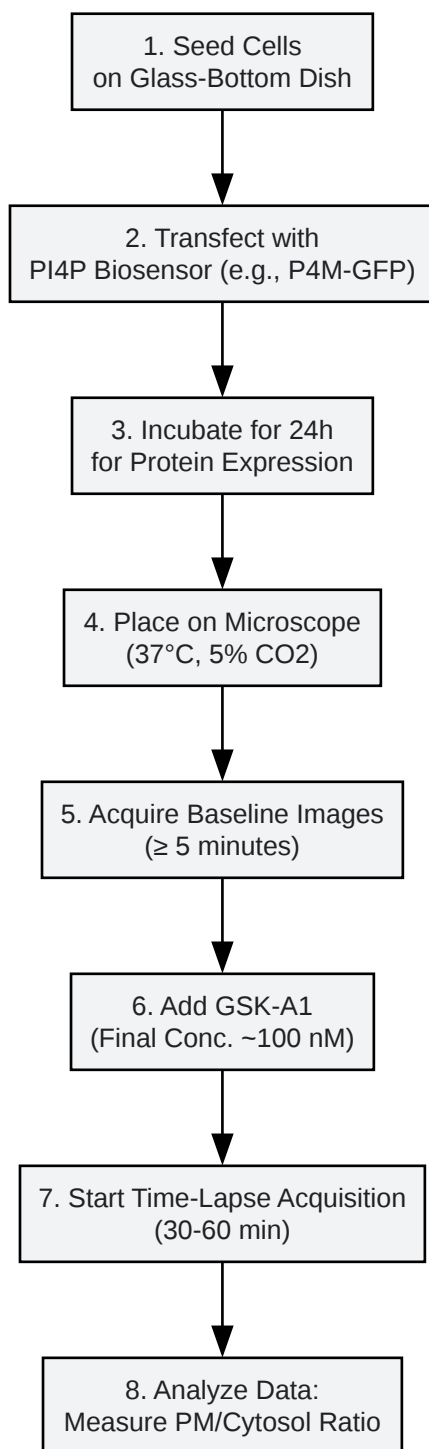 1. Seed Cells
on Glass-Bottom Dish
2. Transfect with
PI4P Biosensor (e.g., P4M-GFP)
3. Incubate for 24h
for Protein Expression
4. Place on Microscope
(37°C, 5% CO2)
5. Acquire Baseline Images
(≥ 5 minutes)
6. Add GSK-A1
(Final Conc. ~100 nM)
7. Start Time-Lapse Acquisition
(30-60 min)
8. Analyze Data:
Measure PM/Cytosol Ratio